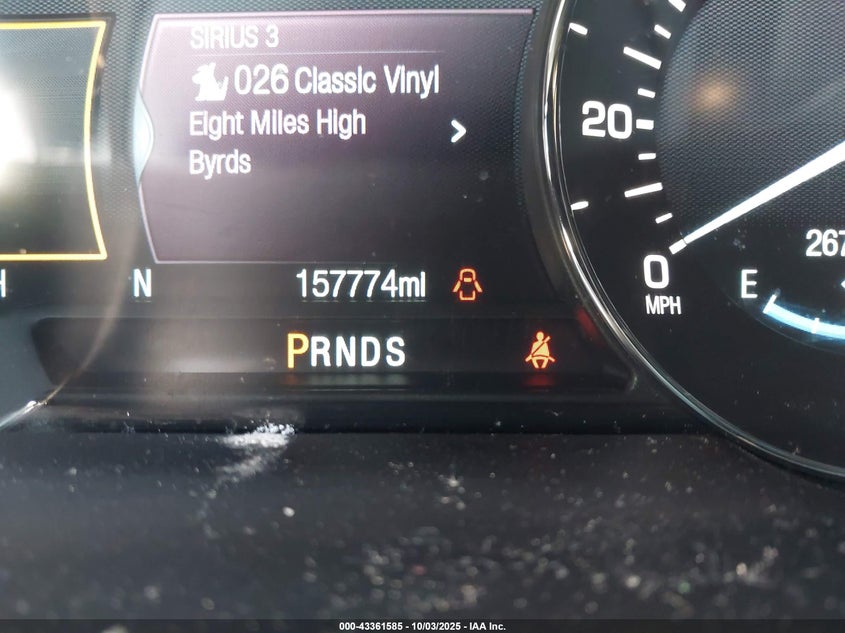 SIRIUS 3
026 Classic Vinyl
Eight Miles High
Byrds
20
267
H
N
157774mi
0
MPH
E
PRNDS
000-43361585 - 10/03/2025 - IAA Inc.